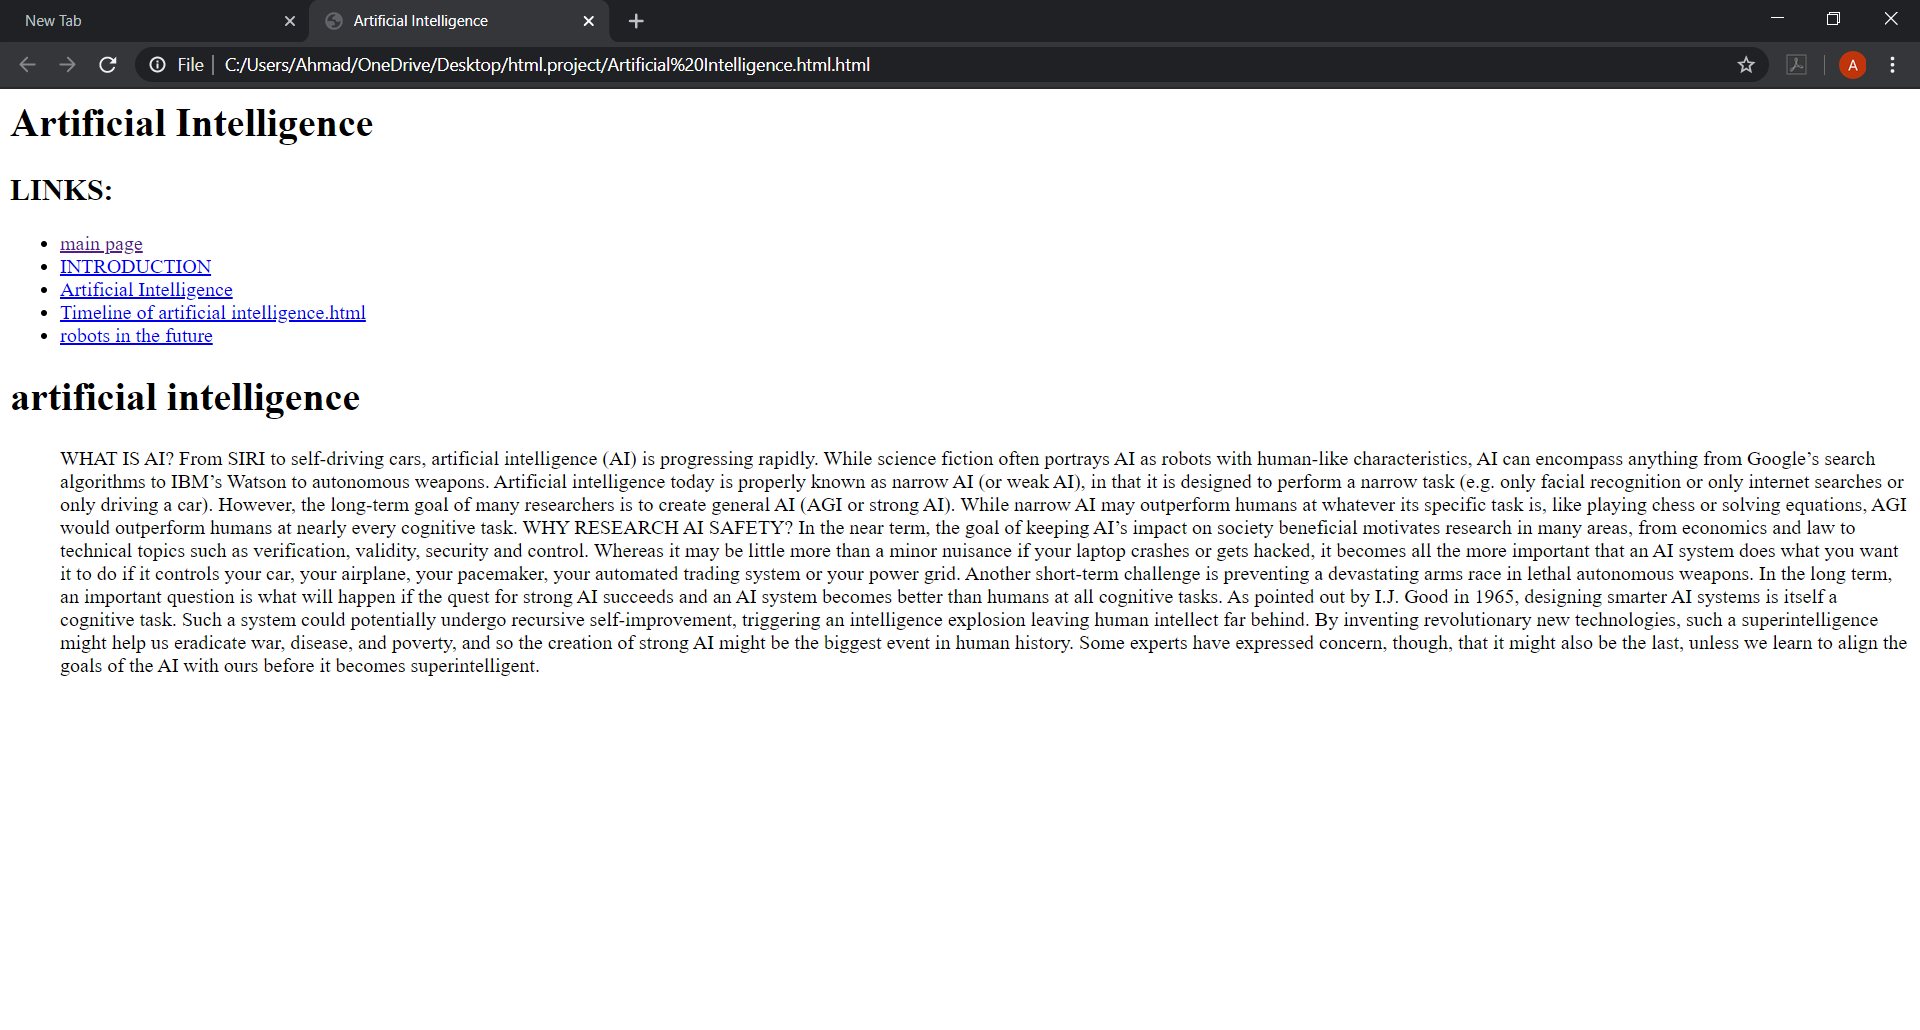 New Tab
Artificial Intelligence
File
C:/Users/Ahmad/OneDrive/Desktop/html.project/Artificial%20Intelligence.html.html
A
Artificial Intelligence
LINKS:
main page
INTRODUCTION
Artificial Intelligence
Timeline of artificial intelligence.html
robots in the future
artificial intelligence
WHAT IS AI? From SIRI to self-driving cars, artificial intelligence (AI) is progressing rapidly. While science fiction often portrays AI as robots with human-like characteristics, AI can encompass anything from Google’s search
algorithms to IBM’s Watson to autonomous weapons. Artificial intelligence today is properly known as narrow AI (or weak AI), in that it is designed to perform a narrow task (e.g. only facial recognition or only internet searches or
only driving a car). However, the long-term goal of many researchers is to create general AI (AGI or strong AI). While narrow AI may outperform humans at whatever its specific task is, like playing chess or solving equations, AGI
would outperform humans at nearly every cognitive task. WHY RESEARCH AI SAFETY? In the near term, the goal of keeping AI’s impact on society beneficial motivates research in many areas, from economics and law to
technical topics such as verification, validity, security and control. Whereas it may be little more than a minor nuisance if your laptop crashes or gets hacked, it becomes all the more important that an AI system does what you want
it to do if it controls your car, your airplane, your pacemaker, your automated trading system or your power grid. Another short-term challenge is preventing a devastating arms race in lethal autonomous weapons. In the long term,
an important question is what will happen if the quest for strong AI succeeds and an AI system becomes better than humans at all cognitive tasks. As pointed out by I.J. Good in 1965, designing smarter AI systems is itself a
cognitive task. Such a system could potentially undergo recursive self-improvement, triggering an intelligence explosion leaving human intellect far behind. By inventing revolutionary new technologies, such a superintelligence
might help us eradicate war, disease, and poverty, and so the creation of strong AI might be the biggest event in human history. Some experts have expressed concern, though, that it might also be the last, unless we learn to align the
goals of the AI with ours before it becomes superintelligent.